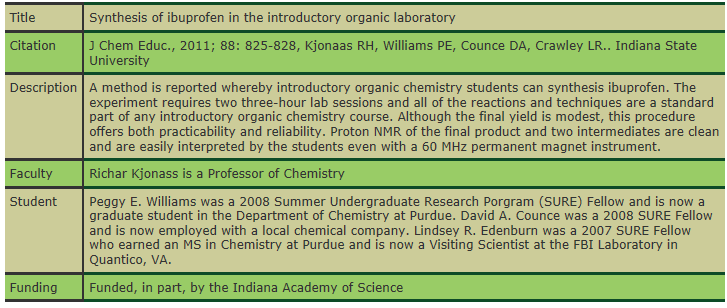 Title Synthesis of ibuprofen in the introductory organic laboratory
Citation J Chem Educ., 2011; 88: 825-828, Kjonaas RH, Williams PE, Counce DA, Crawley LR.. Indiana State
University
Description A method is reported whereby introductory organic chemistry students can synthesis ibuprofen. The
experiment requires two three-hour lab sessions and all of the reactions and techniques are a standard
part of any introductory organic chemistry course. Although the final yield is modest, this procedure
offers both practicability and reliability. Proton NMR of the final product and two intermediates are clean
and are easily interpreted by the students even with a 60 MHz permanent magnet instrument.
Faculty Richar Kjonass is a Professor of Chemistry
Student Peggy E. Williams was a 2008 Summer Undergraduate Research Porgram (SURE) Fellow and is now a
graduate student in the Department of Chemistry at Purdue. David A. Counce was a 2008 SURE Fellow
and is now employed with a local chemical company. Lindsey R. Edenburn was a 2007 SURE Fellow
who earned an MS in Chemistry at Purdue and is now a Visiting Scientist at the FBI Laboratory in
Quantico, VA.
Funding Funded, in part, by the Indiana Academy of Science